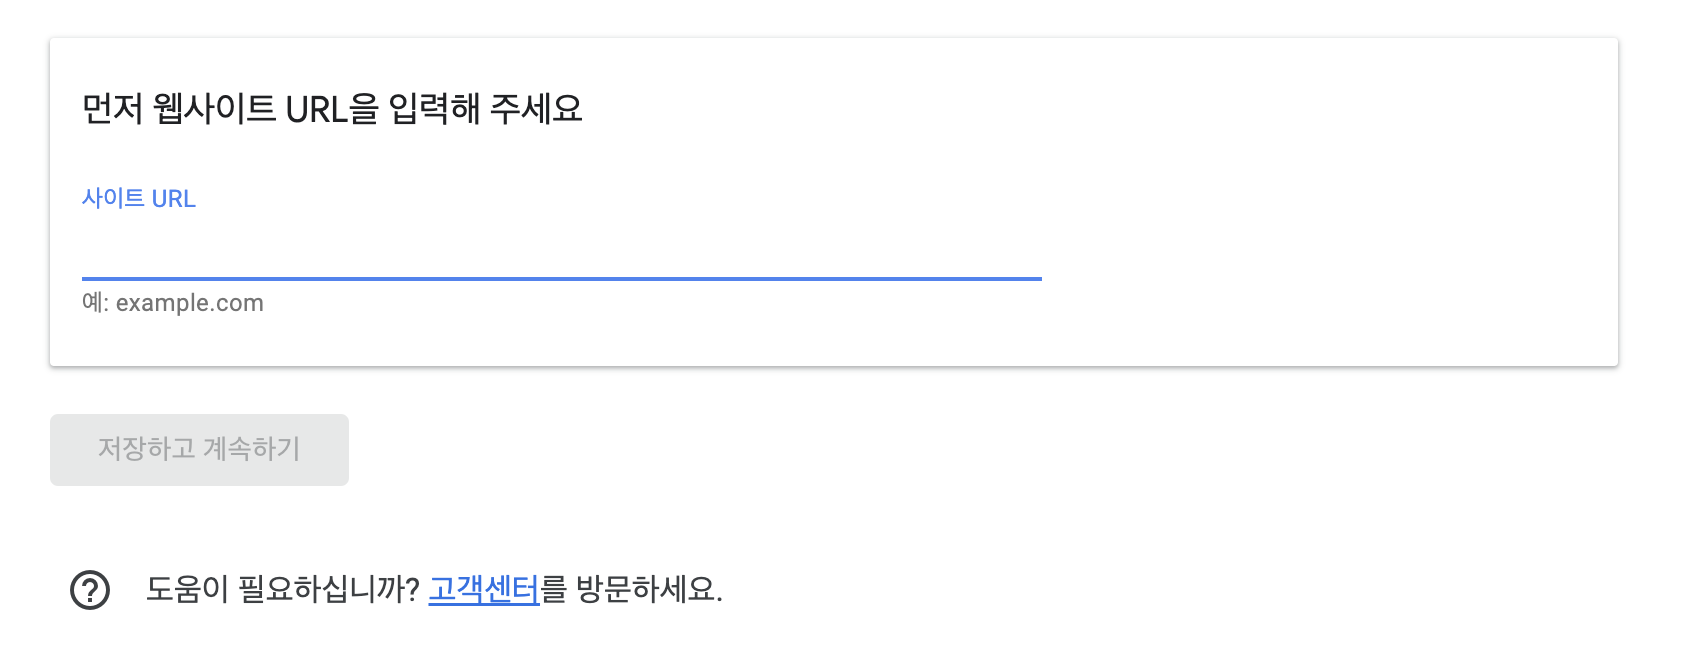 먼저 웹사이트 URL을 입력해 주세요
사이트 URL
예: example.com
저장하고 계속하기
도움이 필요하십니까? 고객센터를 방문하세요.